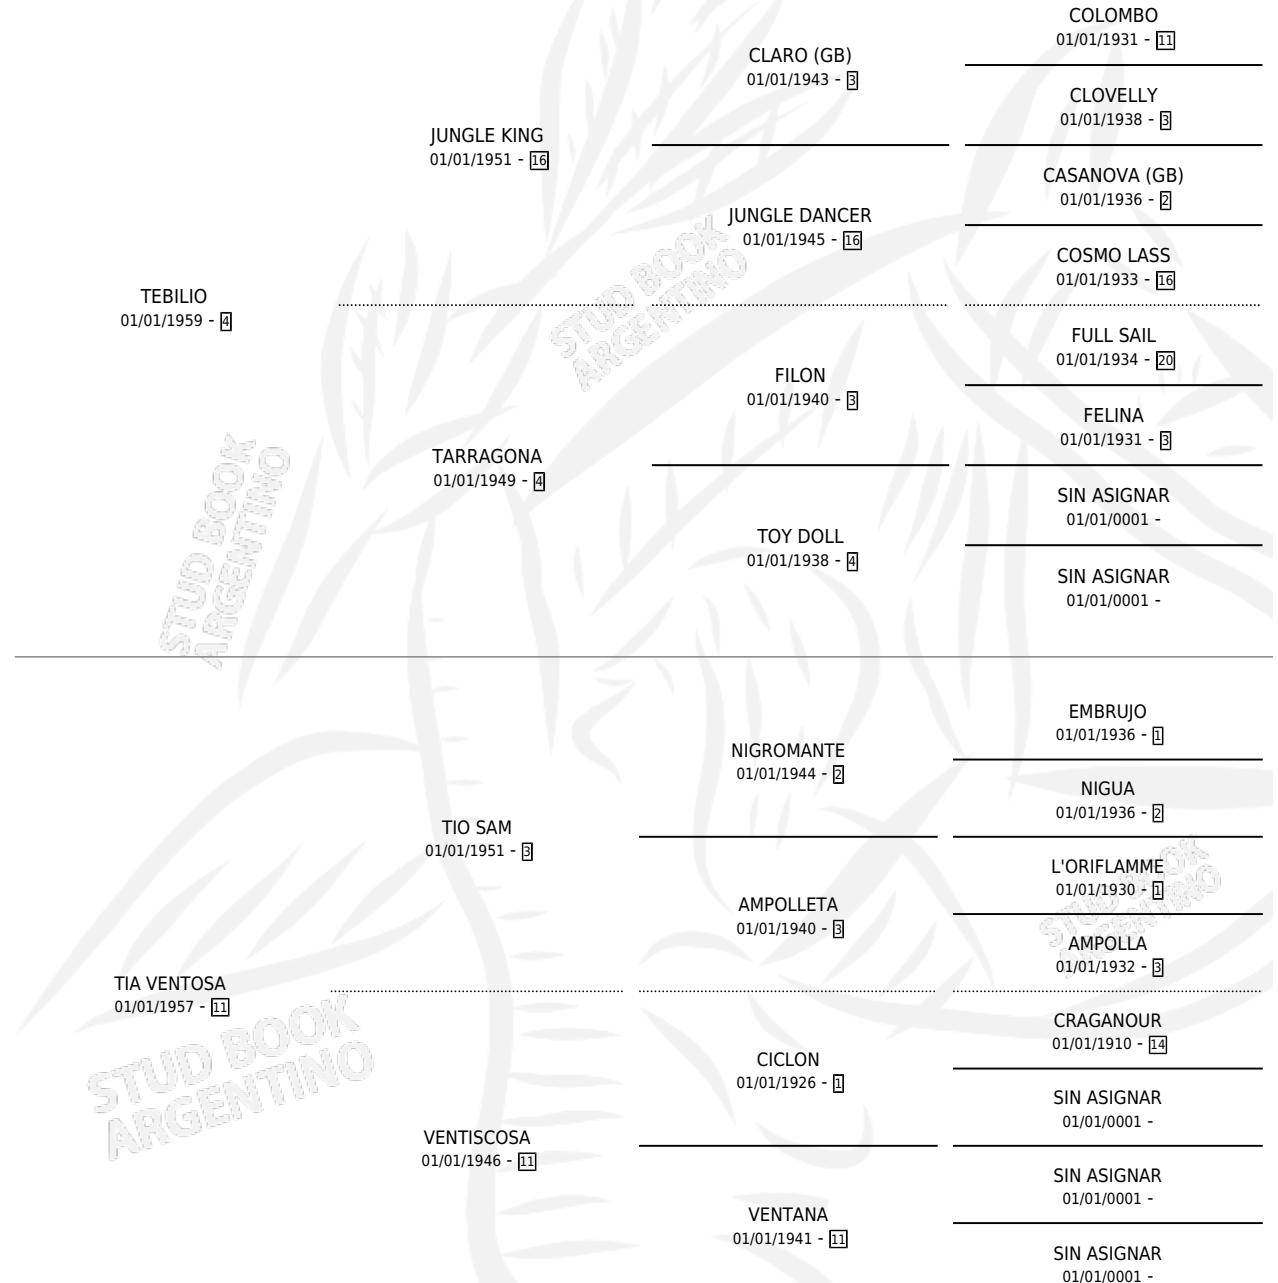 COLOMBO
01/01/1931 - 11
CLARO (GB)
01/01/1943 - 3
CLOVELLY
01/01/1938 - 3
JUNGLE KING
01/01/1951 - 16
CASANOVA (GB)
01/01/1936 - 2
JUNGLE DANCER
01/01/1945 - 16
COSMO LASS
01/01/1933 - 16
TEBILIO
01/01/1959 - 4
FULL SAIL
01/01/1934 - 20
FILON
01/01/1940 - 3
FELINA
01/01/1931 - 3
TARRAGONA
01/01/1949 - 4
SIN ASIGNAR
01/01/0001 -
TOY DOLL
01/01/1938 - 4
SIN ASIGNAR
01/01/0001 -
EMBRUJO
01/01/1936 - 1
NIGROMANTE
01/01/1944 - 2
NIGUA
01/01/1936 - 2
TIO SAM
01/01/1951 - 3
L'ORIFLAMME
01/01/1930 - 1
AMPOLLETA
01/01/1940 - 3
AMPOLLA
01/01/1932 - 3
TIA VENTOSA
01/01/1957 - 11
CRAGANOUR
01/01/1910 - 14
CICLON
01/01/1926 - 1
SIN ASIGNAR
01/01/0001 -
VENTISCOSA
01/01/1946 - 11
SIN ASIGNAR
01/01/0001 -
VENTANA
01/01/1941 - 11
SIN ASIGNAR
01/01/0001 -
STUD BOOK
ARGENTINO
STUD BOOK
ARGENTINO
STUD BOOK
ARGENTINO
STUD BOOK
ARGENTINO